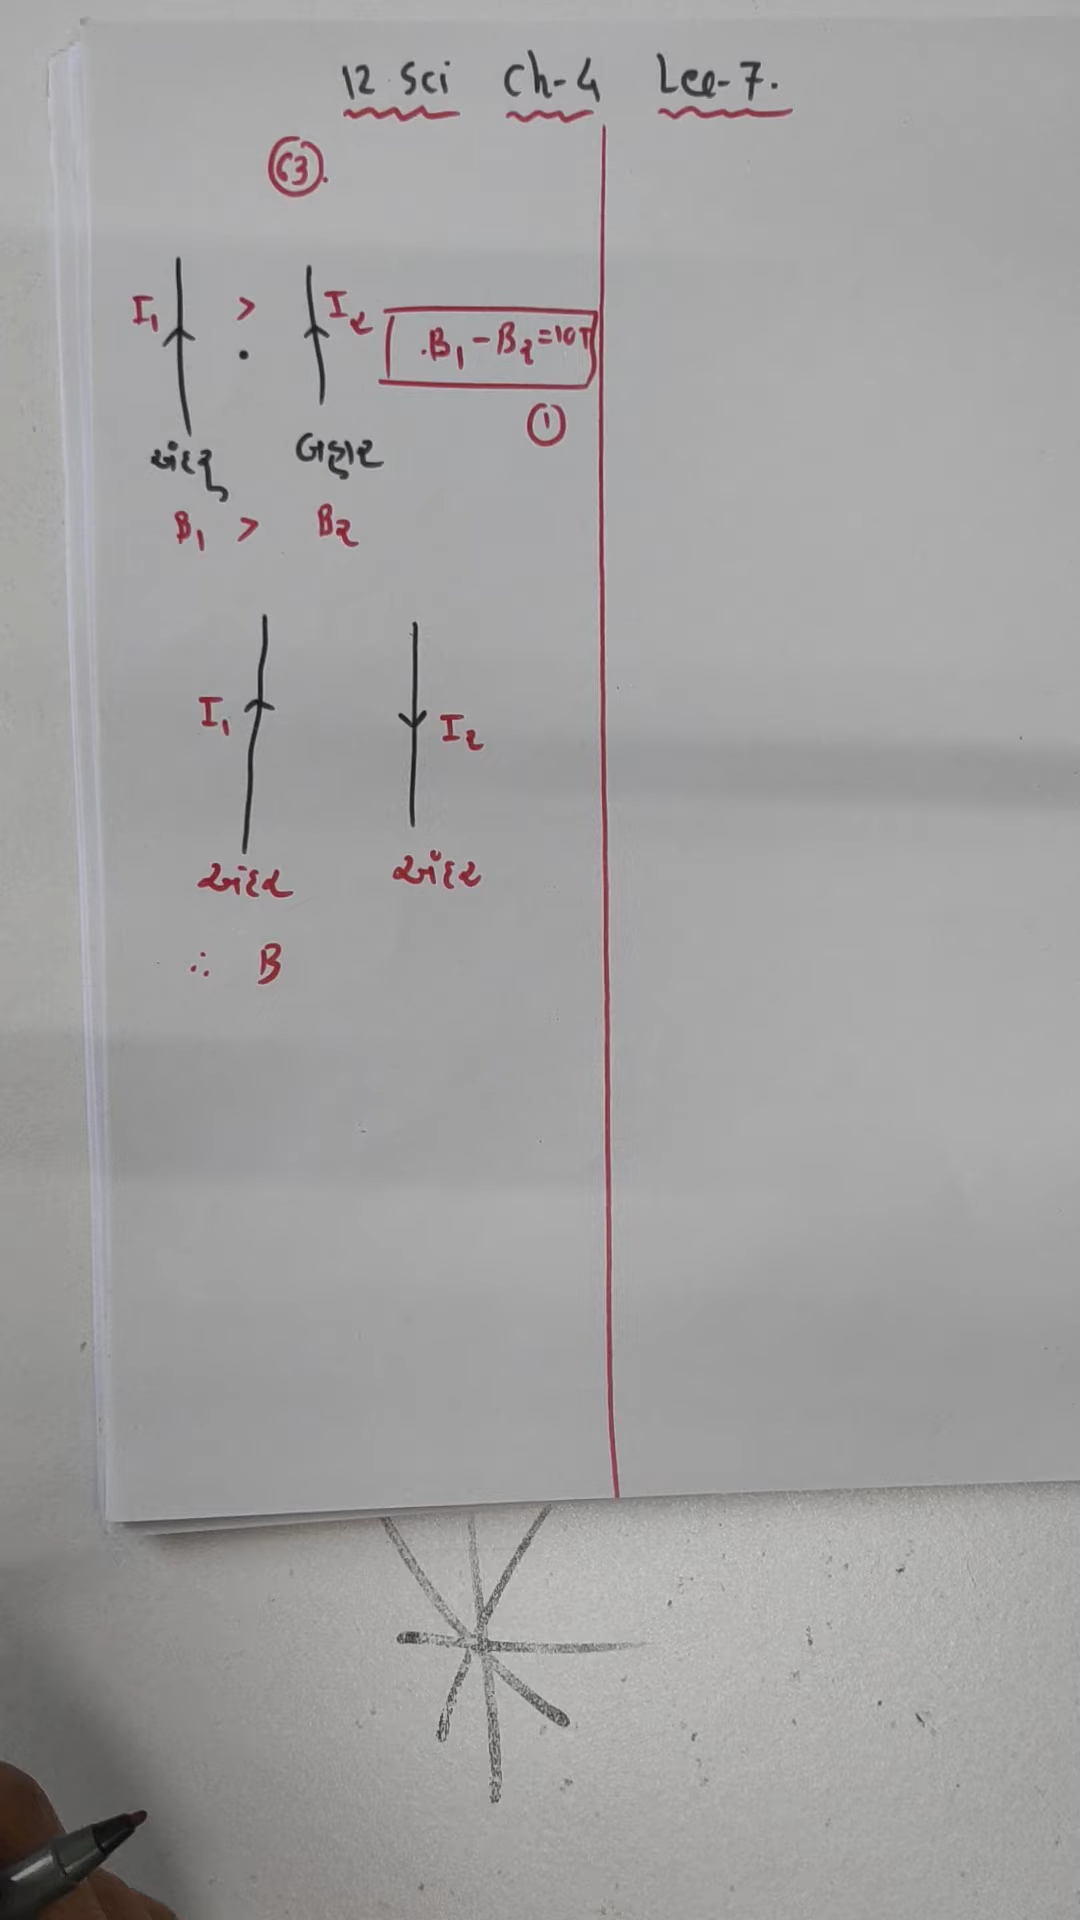 12 Sci Ch-4 Lec-7.
63.
I₁ > I₂
B₁ - B₂ = 10T
1
અંદર બહાર
B₁ > B₂
I₁ I₂
અંદર અંદર
∴ B